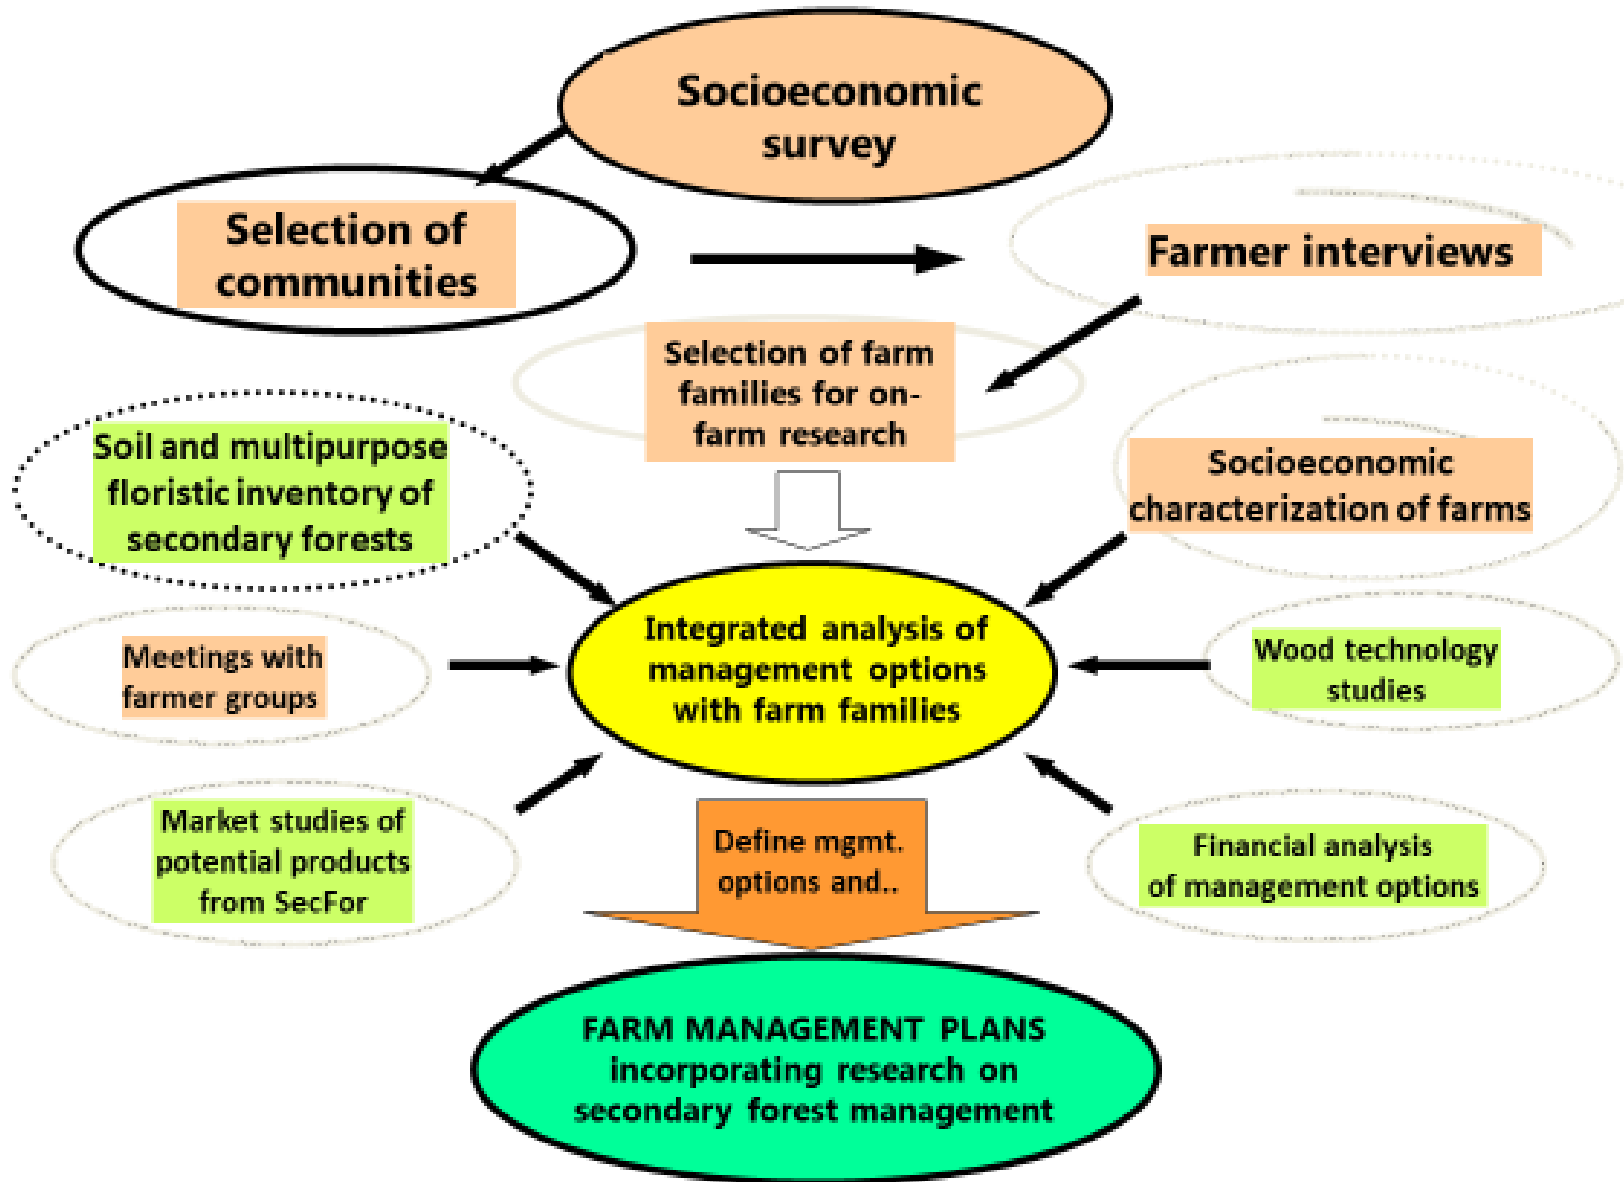 Socioeconomic
survey
Selection of
communities
Farmer interviews
Selection of farm
families for on-
farm research
Soil and multipurpose
floristic inventory of
secondary forests
Socioeconomic
characterization of farms
Integrated analysis of
management options
with farm families
Meetings with
farmer groups
Wood technology
studies
Market studies of
potential products
from SecFor
Define mgmt.
options and..
Financial analysis
of management options
FARM MANAGEMENT PLANS
incorporating research on
secondary forest management